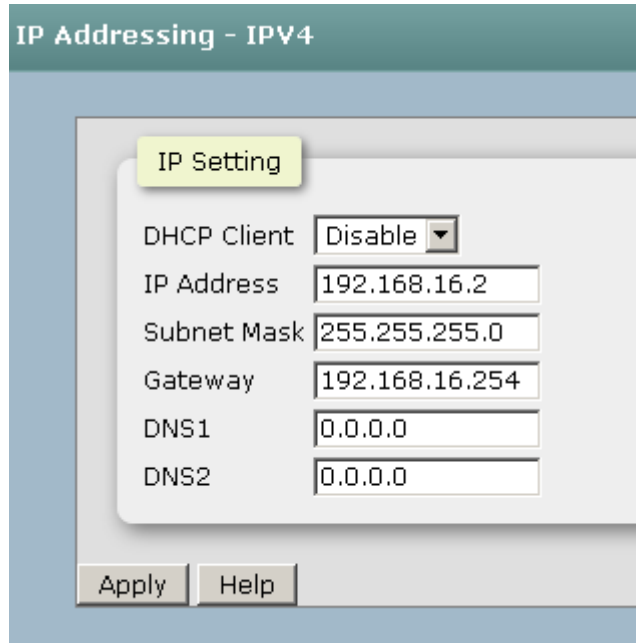 IP Addressing - IPV4
IP Setting
DHCP Client Disable
IP Address 192.168.16.2
Subnet Mask 255.255.255.0
Gateway 192.168.16.254
DNS1 0.0.0.0
DNS2 0.0.0.0
Apply Help